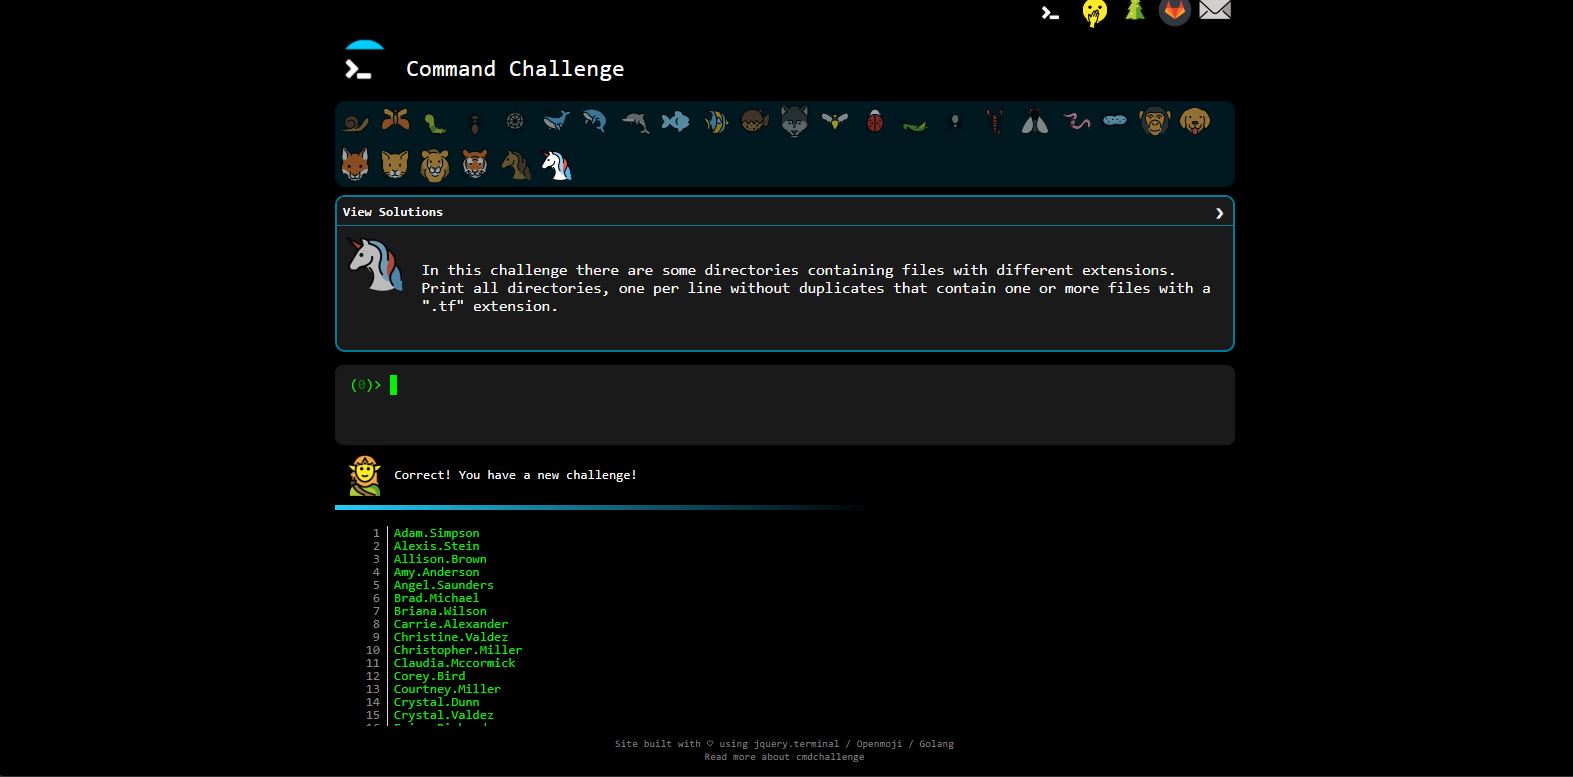 Command Challenge
View Solutions
In this challenge there are some directories containing files with different extensions.
Print all directories, one per line without duplicates that contain one or more files with a
".tf" extension.
(0)>
Correct! You have a new challenge!
1 Adam.Simpson
2 Alexis.Stein
3 Allison.Brown
4 Amy.Anderson
5 Angel.Saunders
6 Brad.Michael
7 Briana.Wilson
8 Carrie.Alexander
9 Christine.Valdez
10 Christopher.Miller
11 Claudia.Mccormick
12 Corey.Bird
13 Courtney.Miller
14 Crystal.Dunn
15 Crystal.Valdez
Site built with ♡ using jquery.terminal / Openmoji / Golang
Read more about cmdchallenge